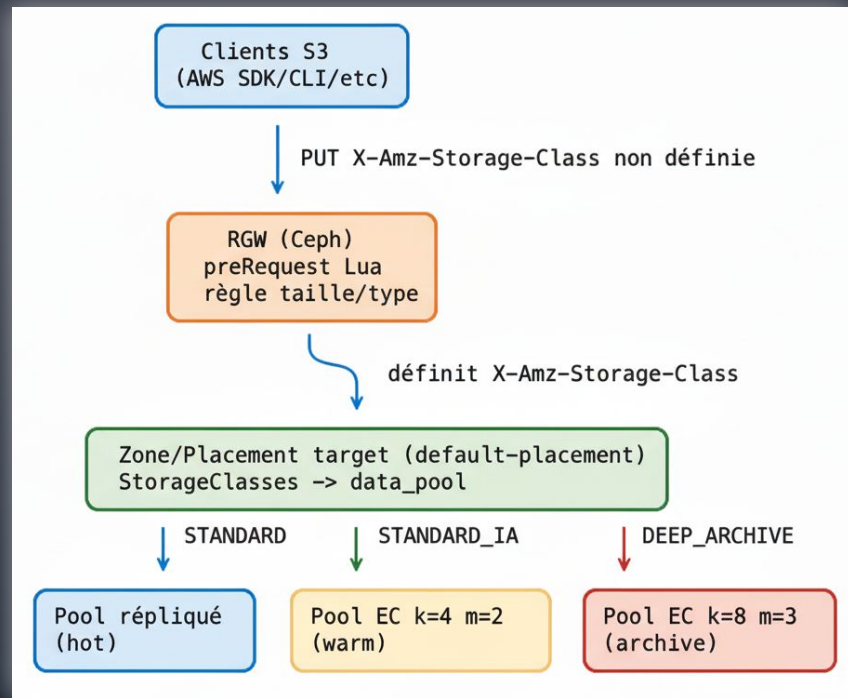 Clients S3
(AWS SDK/CLI/etc)
PUT X-Amz-Storage-Class non définie
RGW (Ceph)
preRequest Lua
règle taille/type
définit X-Amz-Storage-Class
Zone/Placement target (default-placement)
StorageClasses -> data_pool
STANDARD
STANDARD_IA
DEEP_ARCHIVE
Pool répliqué
(hot)
Pool EC k=4 m=2
(warm)
Pool EC k=8 m=3
(archive)